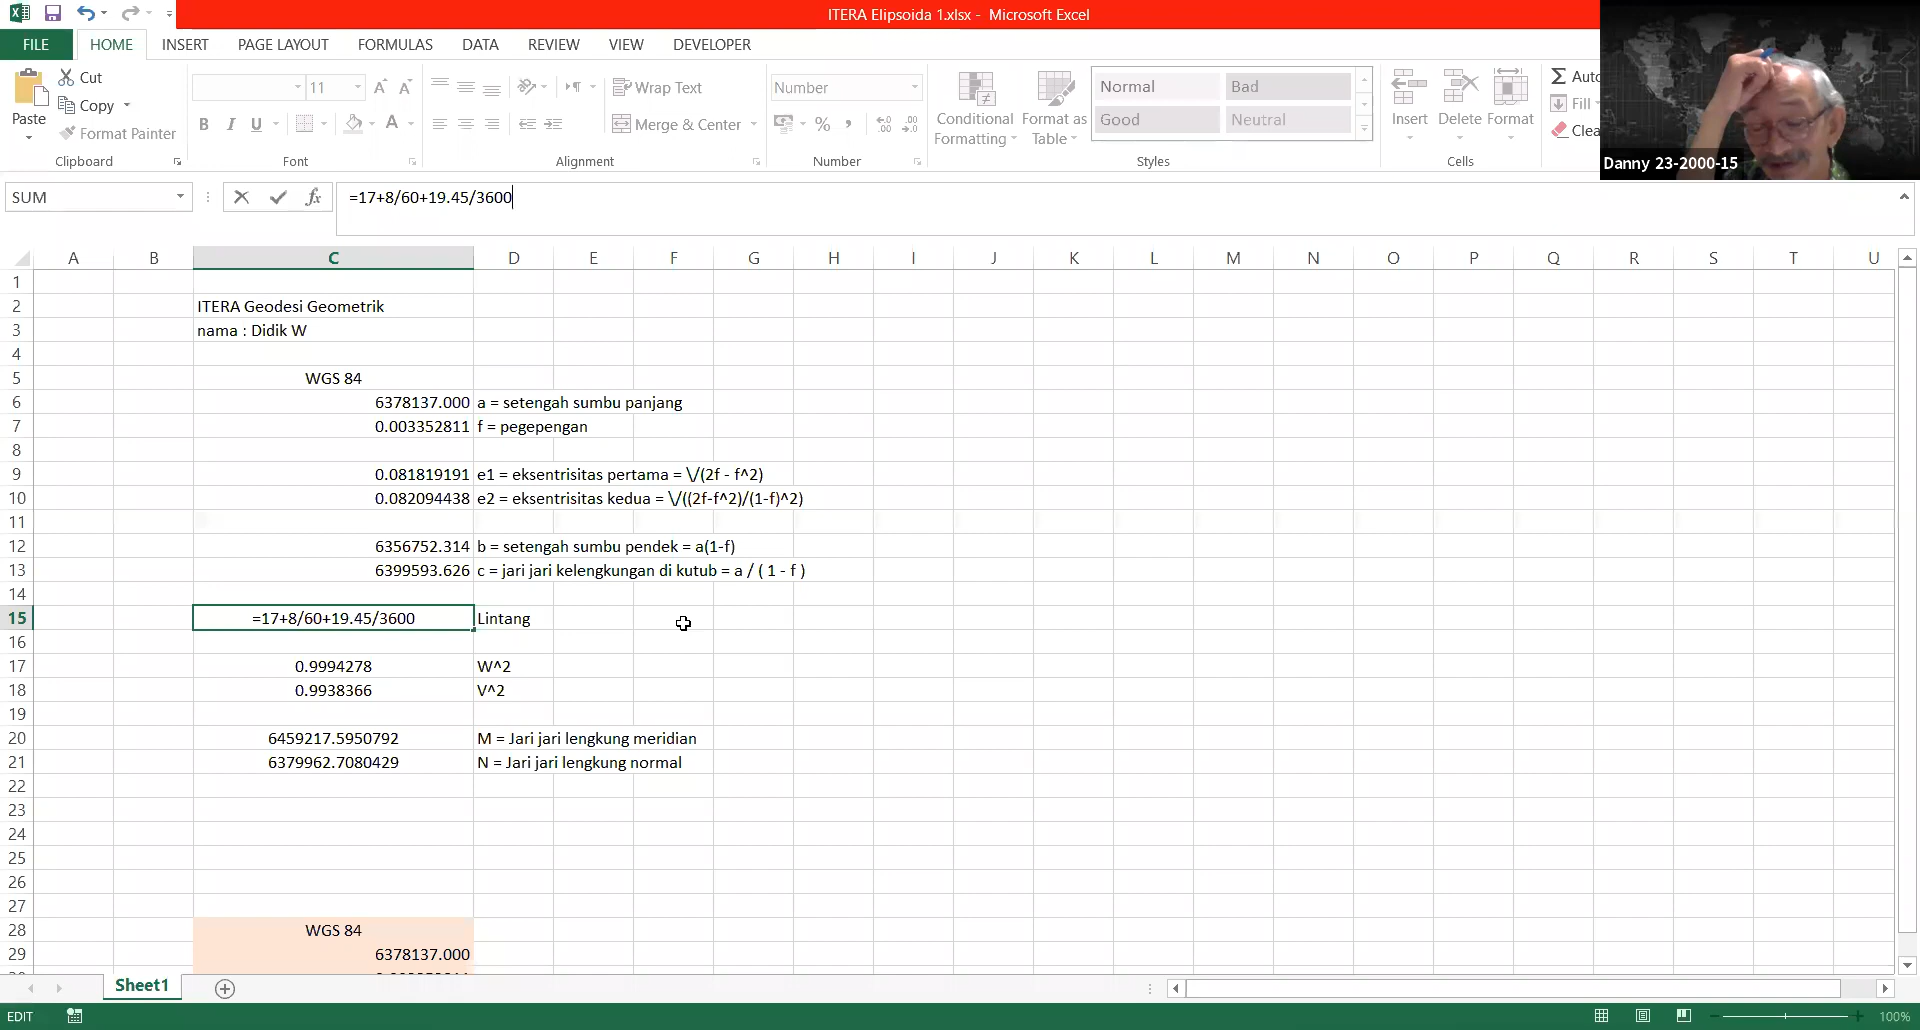 ITERA Elipsoida 1.xlsx - Microsoft Excel
FILE HOME INSERT PAGE LAYOUT FORMULAS DATA REVIEW VIEW DEVELOPER
Paste
Cut
Copy
Format Painter
Clipboard
11
B I U
Font
Wrap Text
Merge & Center
Alignment
Number
%
Number
Conditional Formatting
Format as Table
Normal Bad
Good Neutral
Styles
Insert Delete Format
Cells
Auto
Fill
Clea
Danny 23-2000-15
SUM fx =17+8/60+19.45/3600
A B C D E F G H I J K L M N O P Q R S T U
1
2 ITERA Geodesi Geometrik
3 nama : Didik W
4
5 WGS 84
6 6378137.000 a = setengah sumbu panjang
7 0.003352811 f = pegepengan
8
9 0.081819191 e1 = eksentrisitas pertama = \/(2f - f^2)
10 0.082094438 e2 = eksentrisitas kedua = \/((2f-f^2)/(1-f)^2)
11
12 6356752.314 b = setengah sumbu pendek = a(1-f)
13 6399593.626 c = jari jari kelengkungan di kutub = a / ( 1 - f )
14
15 =17+8/60+19.45/3600 Lintang
16
17 0.9994278 W^2
18 0.9938366 V^2
19
20 6459217.5950792 M = Jari jari lengkung meridian
21 6379962.7080429 N = Jari jari lengkung normal
22
23
24
25
26
27
28 WGS 84
29 6378137.000
Sheet1
EDIT
100%